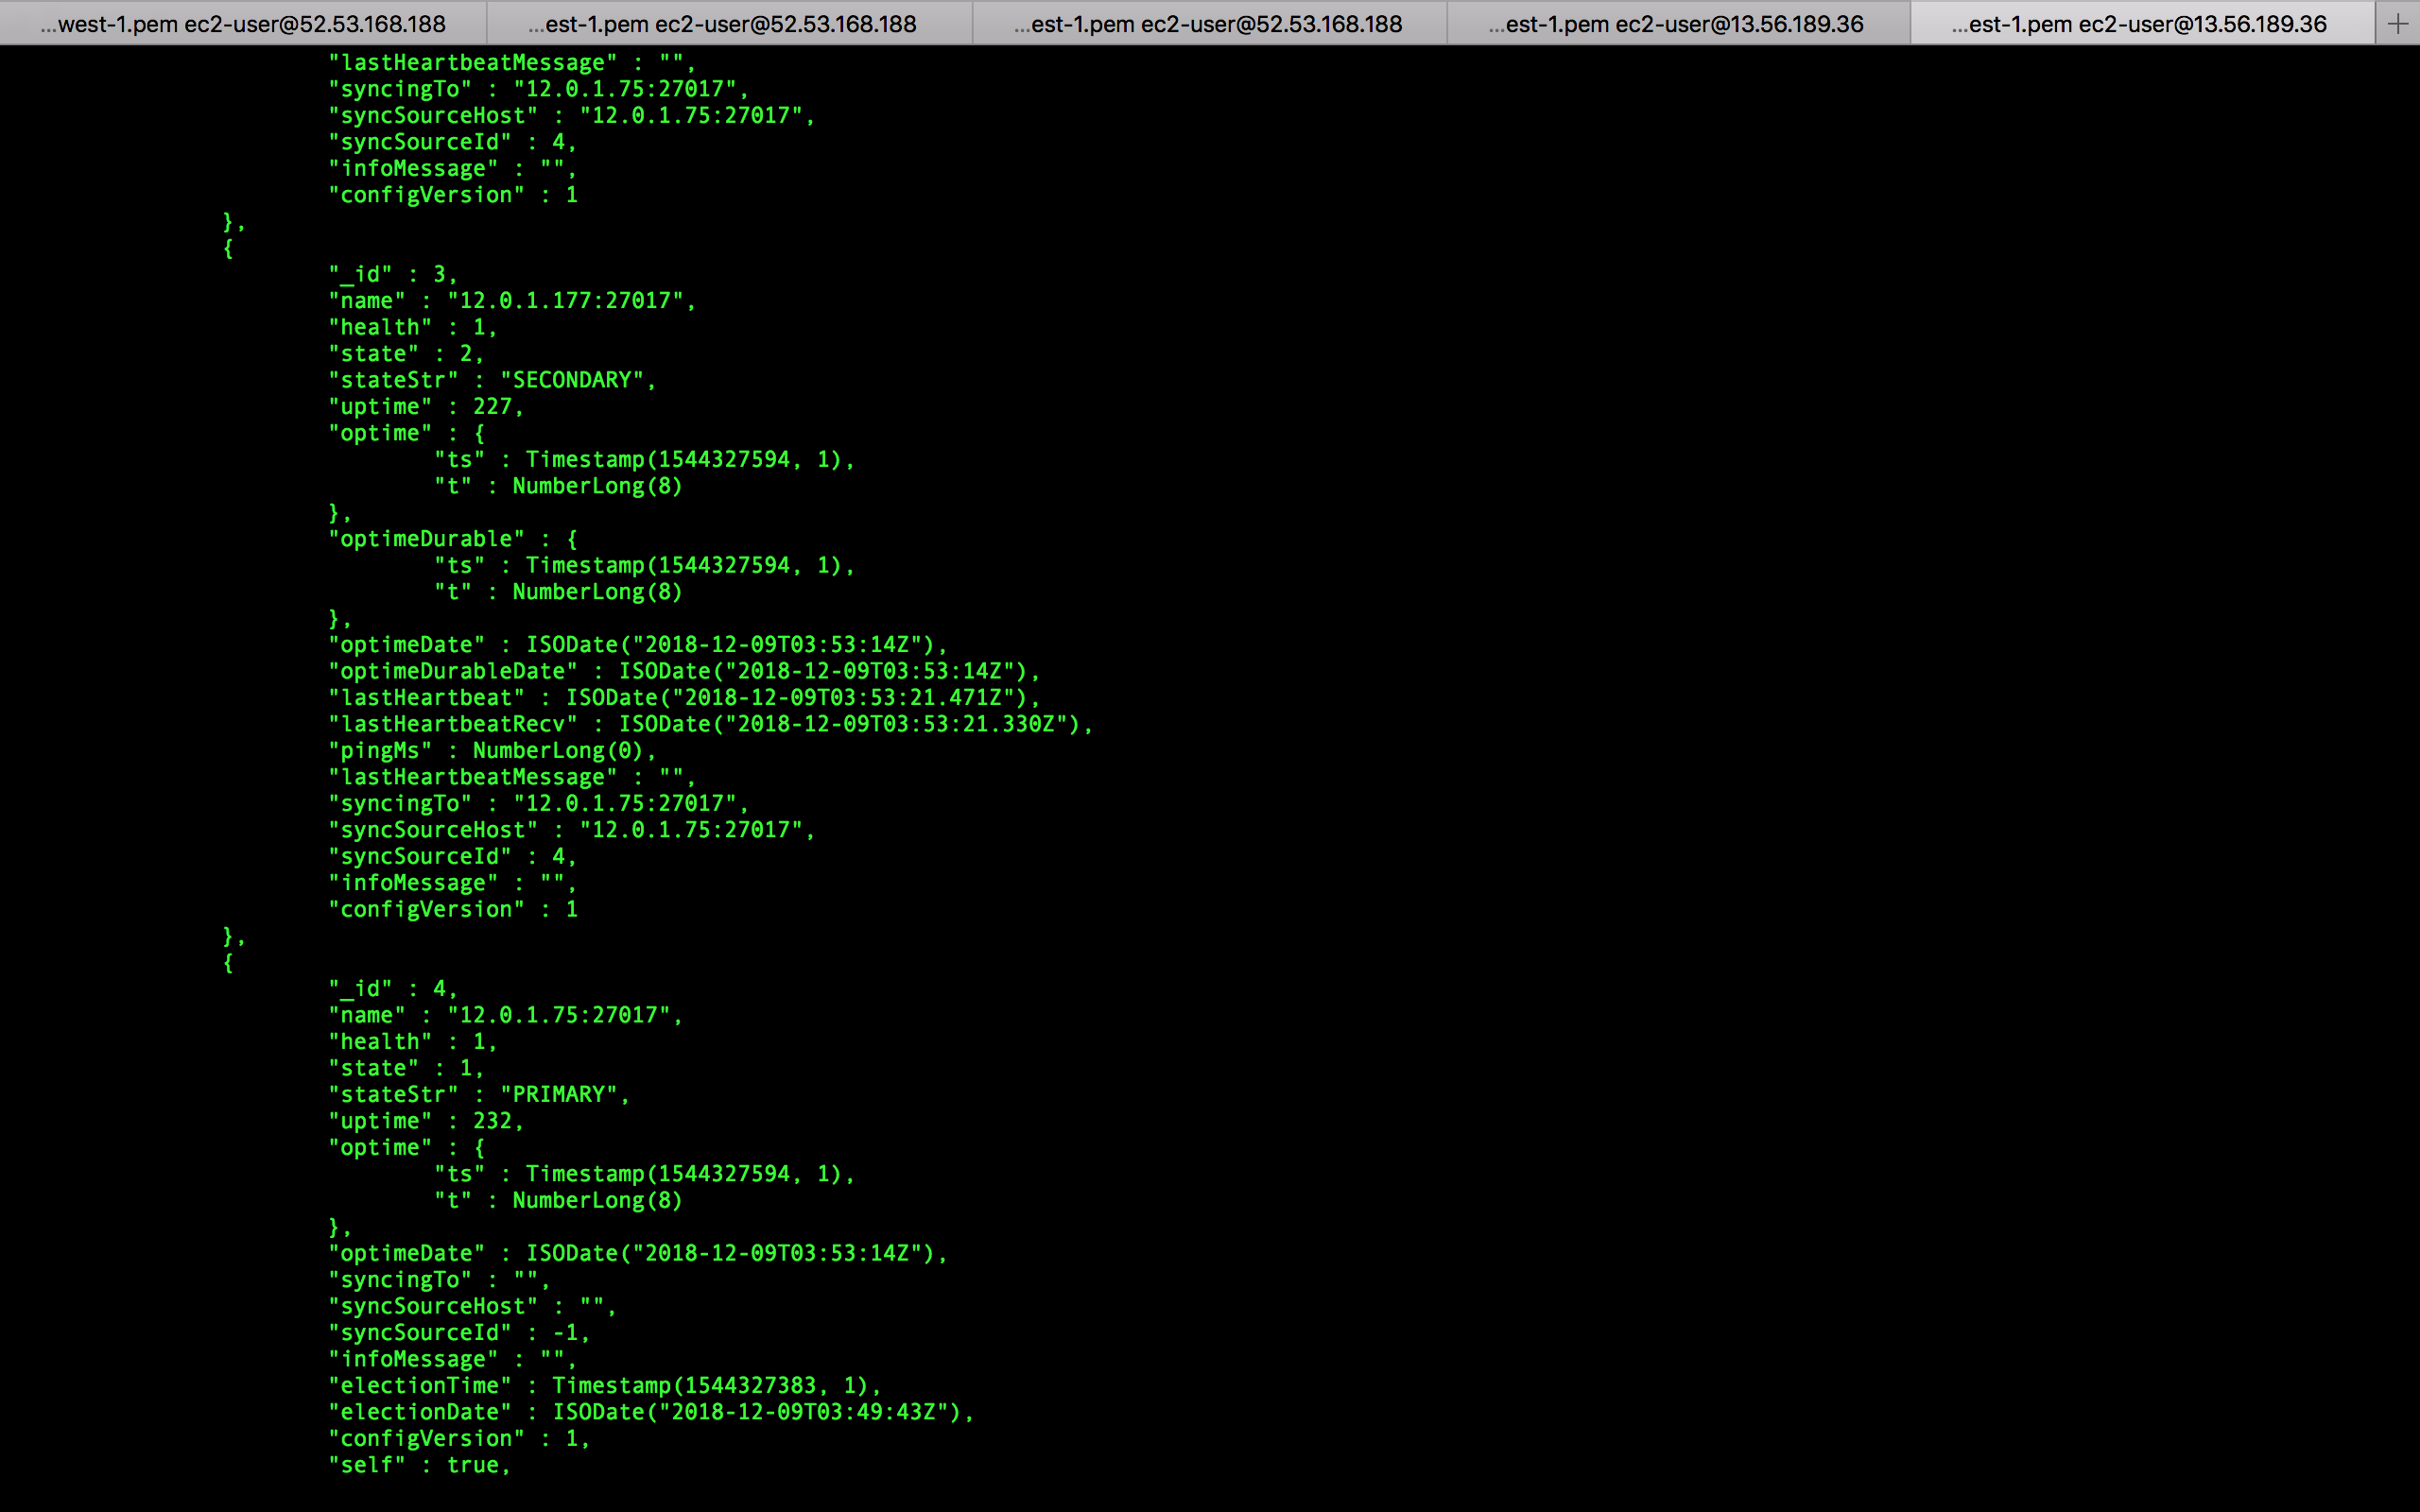 ...west-1.pem ec2-user@52.53.168.188
...est-1.pem ec2-user@52.53.168.188
...est-1.pem ec2-user@52.53.168.188
...est-1.pem ec2-user@13.56.189.36
...est-1.pem ec2-user@13.56.189.36
+
"lastHeartbeatMessage" : "",
"syncingTo" : "12.0.1.75:27017",
"syncSourceHost" : "12.0.1.75:27017",
"syncSourceId" : 4,
"infoMessage" : "",
"configVersion" : 1
},
{
"_id" : 3,
"name" : "12.0.1.177:27017",
"health" : 1,
"state" : 2,
"stateStr" : "SECONDARY",
"uptime" : 227,
"optime" : {
"ts" : Timestamp(1544327594, 1),
"t" : NumberLong(8)
},
"optimeDurable" : {
"ts" : Timestamp(1544327594, 1),
"t" : NumberLong(8)
},
"optimeDate" : ISODate("2018-12-09T03:53:14Z"),
"optimeDurableDate" : ISODate("2018-12-09T03:53:14Z"),
"lastHeartbeat" : ISODate("2018-12-09T03:53:21.471Z"),
"lastHeartbeatRecv" : ISODate("2018-12-09T03:53:21.330Z"),
"pingMs" : NumberLong(0),
"lastHeartbeatMessage" : "",
"syncingTo" : "12.0.1.75:27017",
"syncSourceHost" : "12.0.1.75:27017",
"syncSourceId" : 4,
"infoMessage" : "",
"configVersion" : 1
},
{
"_id" : 4,
"name" : "12.0.1.75:27017",
"health" : 1,
"state" : 1,
"stateStr" : "PRIMARY",
"uptime" : 232,
"optime" : {
"ts" : Timestamp(1544327594, 1),
"t" : NumberLong(8)
},
"optimeDate" : ISODate("2018-12-09T03:53:14Z"),
"syncingTo" : "",
"syncSourceHost" : "",
"syncSourceId" : -1,
"infoMessage" : "",
"electionTime" : Timestamp(1544327383, 1),
"electionDate" : ISODate("2018-12-09T03:49:43Z"),
"configVersion" : 1,
"self" : true,